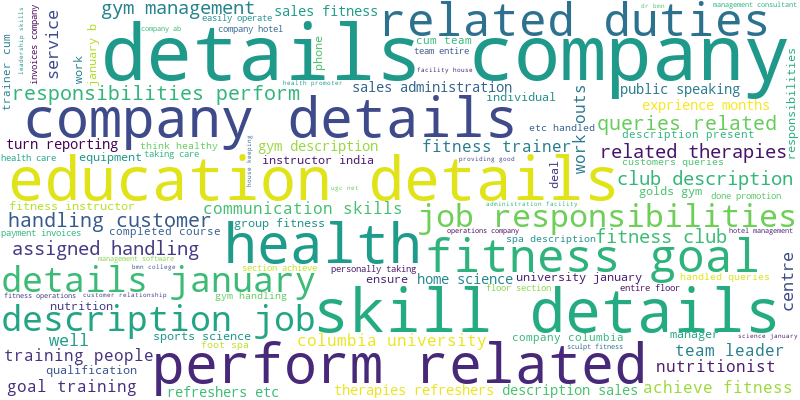 gym management
sales fitness
company ab
easily operate
company hotel
dr bmn
management consultant
related duties
leadership skills
invoices company
service
january b
details company
phone
cum team
team entire
facility house
trainer cum
work
health promoter
responsibilities perform
sales administration
individual
work outs
public speaking
exprience months
responsibilities
company details
etc handled
queries related
description present
turn reporting
think healthy
gym description
fitness trainer
related therapies
health care
equipment
taking care
house keeping
instructor india
providing good
deal
customers queries
education details
ugc net
club description
golds gym
done promotion
fitness instructor
communication skills
administration facility
handling customer
group fitness
job responsibilities
payment invoices
completed course
operations company
hotel management
assigned handling
health
spa description
fitness club
management software
fitness goal
bmn college
section achieve
personally taking
handled queries
details january
ensure
home science
university january
centre
fitness operations
customer relationship
gym handling
floor section
entire floor
nutrition
skill details
description job
well
sports science
columbia university
company columbia
manager
science january
training people
foot spa
sculpt fitness
team leader
perform related
qualification
nutritionist
goal training
refreshers etc
therapies refreshers
description sales
achieve fitness